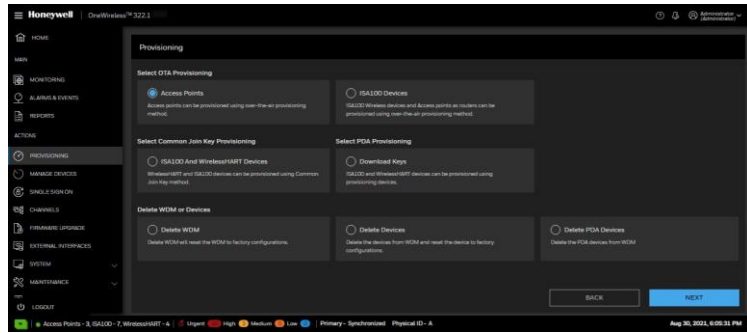 Honeywell | OneWireless™ 322.1
Administrator
(Administrator)
HOME
Provisioning
MAIN
Select OTA Provisioning
MONITORING
Access Points
ISA100 Devices
Access points can be provisioned using over-the-air provisioning method.
ISA100 Wireless devices and Access points as routers can be provisioned using over-the-air provisioning method.
ALARMS & EVENTS
REPORTS
ACTIONS
Select Common Join Key Provisioning
Select PDA Provisioning
PROVISIONING
ISA100 And WirelessHART Devices
Download Keys
WirelessHART and ISA100 devices can be provisioned using Common Join Key method.
ISA100 and WirelessHART devices can be provisioned using provisioning devices.
MANAGE DEVICES
SINGLE SIGN ON
CHANNELS
Delete WDM or Devices
FIRMWARE UPGRADE
Delete WDM
Delete Devices
Delete PDA Devices
Delete WDM will reset the WDM to factory configurations.
Delete the devices from WDM and reset the device to factory configurations.
Delete the PDA devices from WDM
EXTERNAL INTERFACES
SYSTEM
MAINTENANCE
BACK
NEXT
LOGOUT
Access Points - 3, ISA100 - 7, WirelessHART - 4 | Urgent High Medium Low | Primary - Synchronized Physical ID - A
Aug 30, 2021, 6:05:31 PM